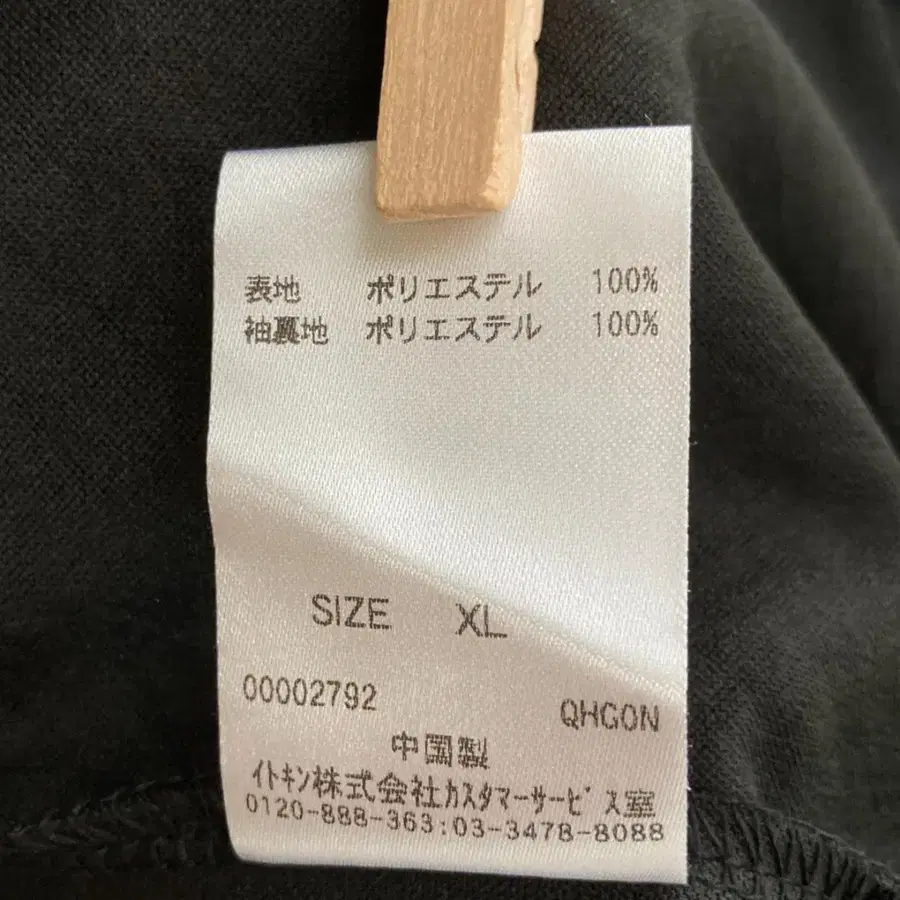 表地 ポリエステル 100%
袖裏地 ポリエステル 100%
SIZE XL
00002792
QHGON
中国製
イトキン株式会社カスタマーサービス室
0120-888-363:03-3478-8088